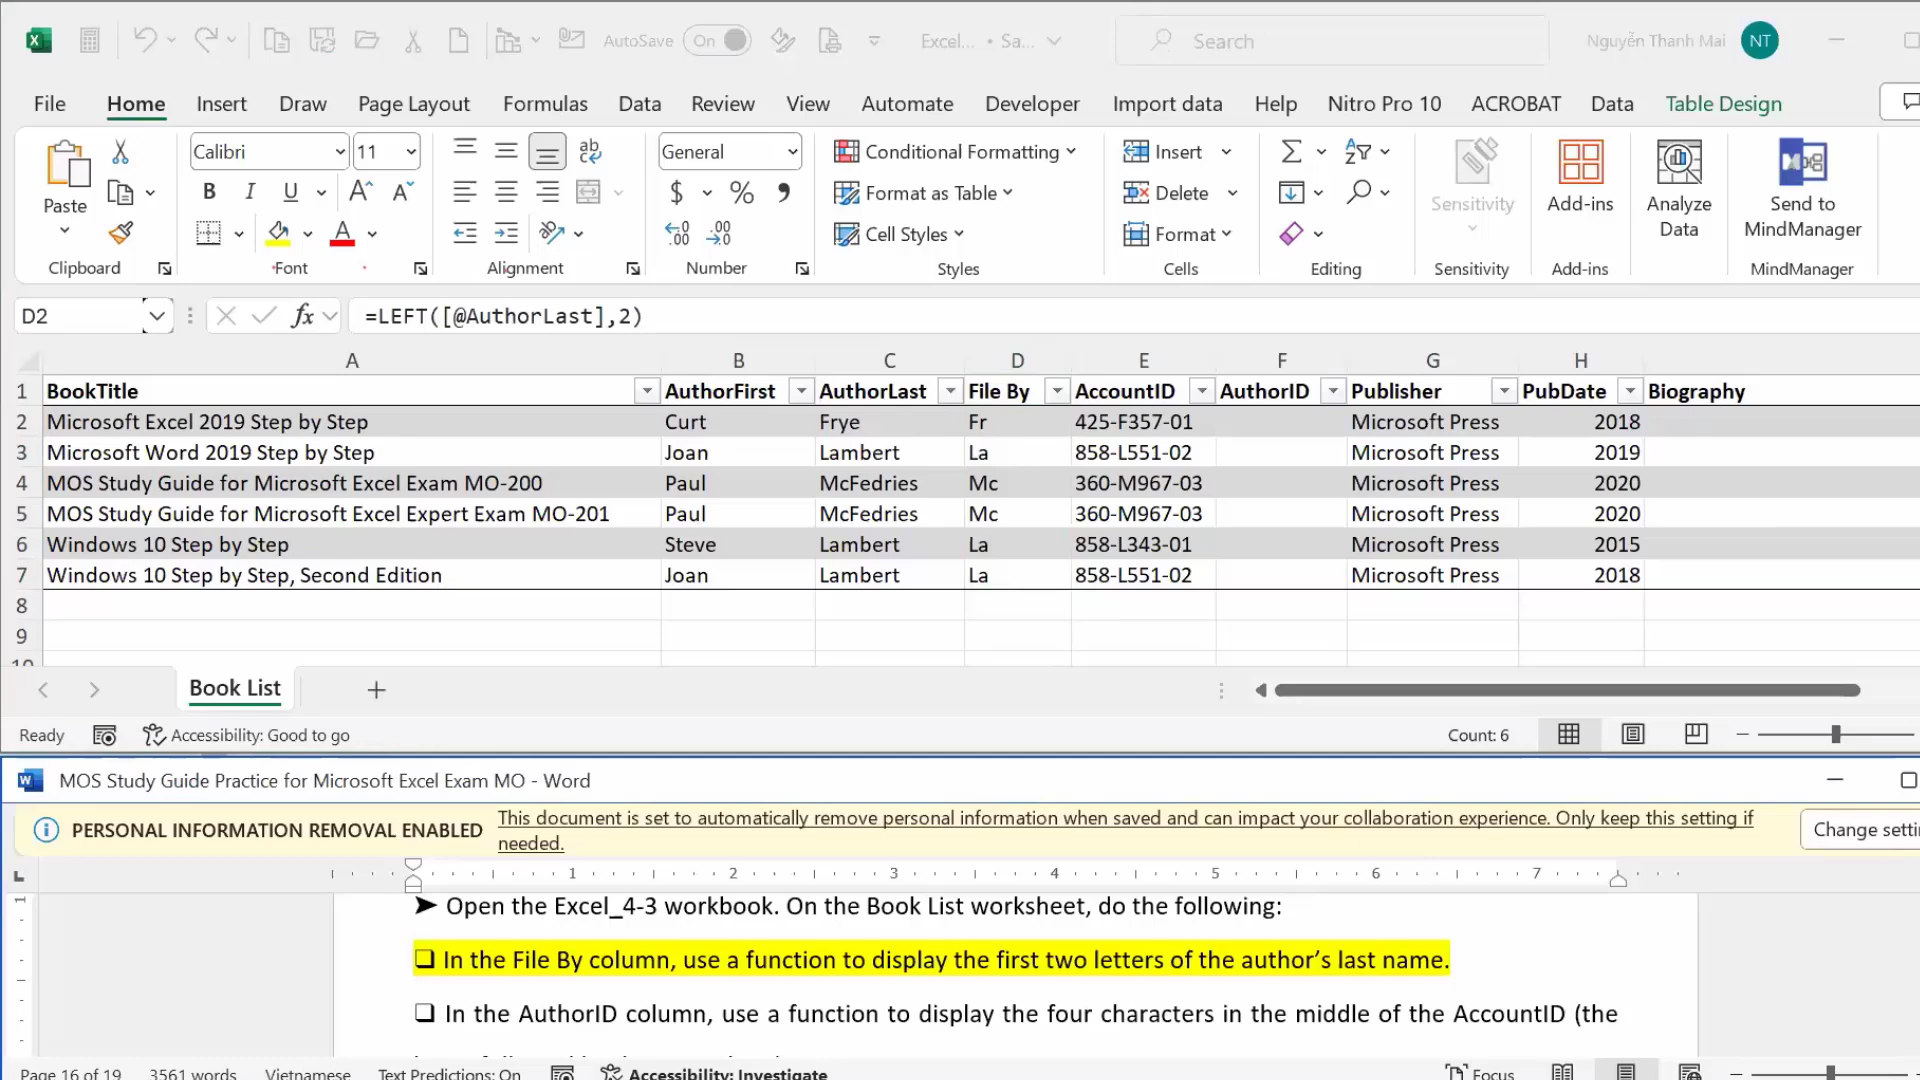 AutoSave On Excel... • Sa... Search Nguyễn Thanh Mai NT
File Home Insert Draw Page Layout Formulas Data Review View Automate Developer Import data Help Nitro Pro 10 ACROBAT Data Table Design
Calibri 11 General Conditional Formatting Insert
Paste B I U Format as Table Delete Sensitivity Add-ins Analyze Data Send to MindManager
Cell Styles Format
Clipboard Font Alignment Number Styles Cells Editing Sensitivity Add-ins MindManager
D2 fx =LEFT([@AuthorLast],2)
A B C D E F G H
1 BookTitle AuthorFirst AuthorLast File By AccountID AuthorID Publisher PubDate Biography
2 Microsoft Excel 2019 Step by Step Curt Frye Fr 425-F357-01 Microsoft Press 2018
3 Microsoft Word 2019 Step by Step Joan Lambert La 858-L551-02 Microsoft Press 2019
4 MOS Study Guide for Microsoft Excel Exam MO-200 Paul McFedries Mc 360-M967-03 Microsoft Press 2020
5 MOS Study Guide for Microsoft Excel Expert Exam MO-201 Paul McFedries Mc 360-M967-03 Microsoft Press 2020
6 Windows 10 Step by Step Steve Lambert La 858-L343-01 Microsoft Press 2015
7 Windows 10 Step by Step, Second Edition Joan Lambert La 858-L551-02 Microsoft Press 2018
8
9
Book List
Ready Accessibility: Good to go Count: 6
MOS Study Guide Practice for Microsoft Excel Exam MO - Word
PERSONAL INFORMATION REMOVAL ENABLED This document is set to automatically remove personal information when saved and can impact your collaboration experience. Only keep this setting if
needed. Change
1 2 3 4 5 6 7
➤ Open the Excel_4-3 workbook. On the Book List worksheet, do the following:
❑ In the File By column, use a function to display the first two letters of the author’s last name.
❑ In the AuthorID column, use a function to display the four characters in the middle of the AccountID (the
Page 16 of 19 3561 words Vietnamese Text Predictions: On Accessibility: Investigate Focus